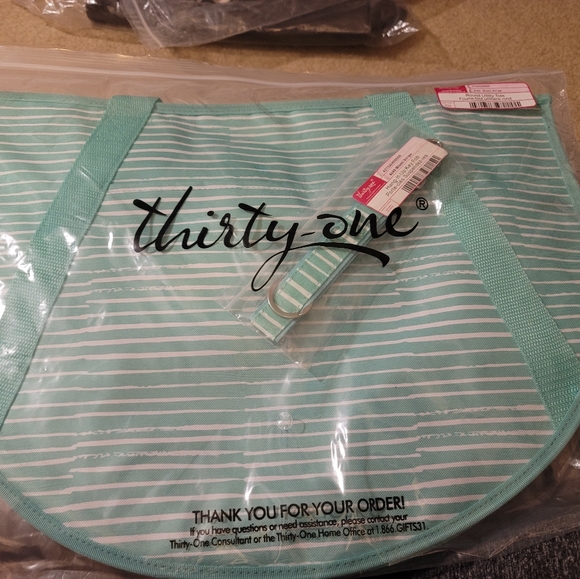 thirty-one®
THANK YOU FOR YOUR ORDER!
If you have questions or need assistance, please contact your
Thirty-One Consultant or the Thirty-One Home Office at 1.866.GIFTS31.